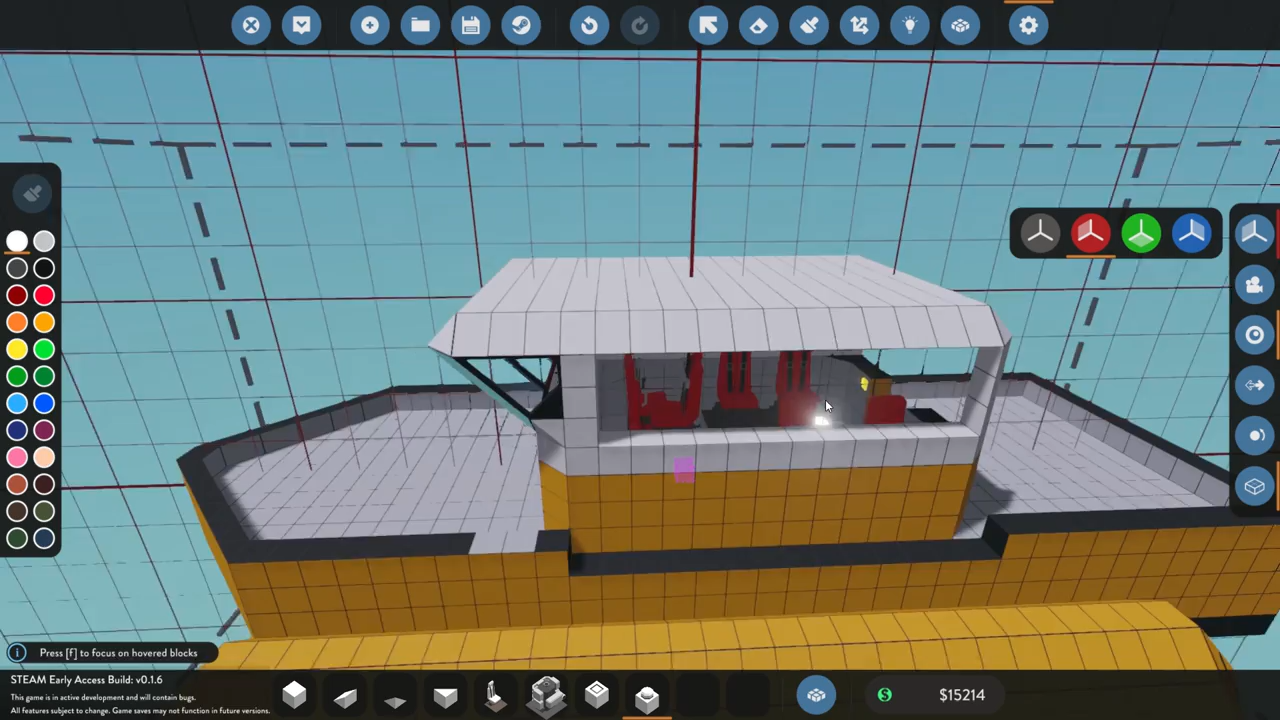 Press [f] to focus on hovered blocks
STEAM Early Access Build: v0.1.6
This game is in active development and will contain bugs.
All features subject to change. Game saves may not function in future versions.
$
$15214